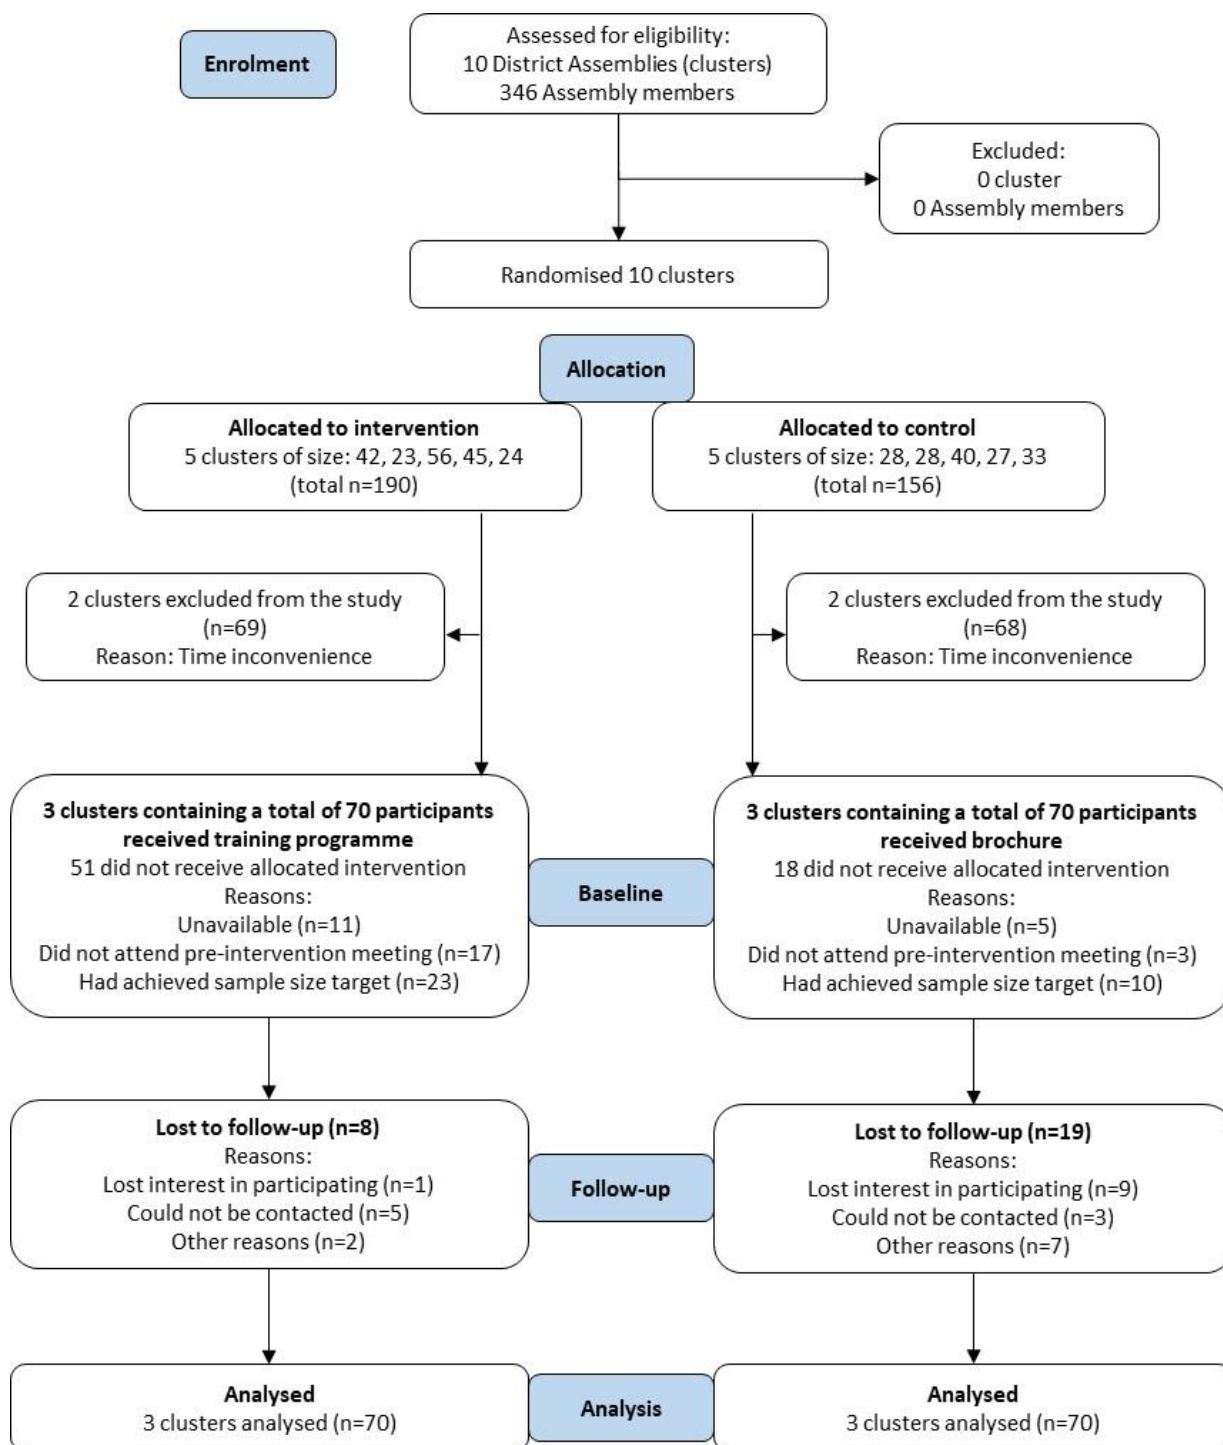 Enrolment
Assessed for eligibility:
10 District Assemblies (clusters)
346 Assembly members
Excluded:
0 cluster
0 Assembly members
Randomised 10 clusters
Allocation
Allocated to intervention
5 clusters of size: 42, 23, 56, 45, 24
(total n=190)
Allocated to control
5 clusters of size: 28, 28, 40, 27, 33
(total n=156)
2 clusters excluded from the study
(n=69)
Reason: Time inconvenience
2 clusters excluded from the study
(n=68)
Reason: Time inconvenience
3 clusters containing a total of 70 participants
received training programme
51 did not receive allocated intervention
Reasons:
Unavailable (n=11)
Did not attend pre-intervention meeting (n=17)
Had achieved sample size target (n=23)
Baseline
3 clusters containing a total of 70 participants
received brochure
18 did not receive allocated intervention
Reasons:
Unavailable (n=5)
Did not attend pre-intervention meeting (n=3)
Had achieved sample size target (n=10)
Lost to follow-up (n=8)
Reasons:
Lost interest in participating (n=1)
Could not be contacted (n=5)
Other reasons (n=2)
Follow-up
Lost to follow-up (n=19)
Reasons:
Lost interest in participating (n=9)
Could not be contacted (n=3)
Other reasons (n=7)
Analysed
3 clusters analysed (n=70)
Analysis
Analysed
3 clusters analysed (n=70)